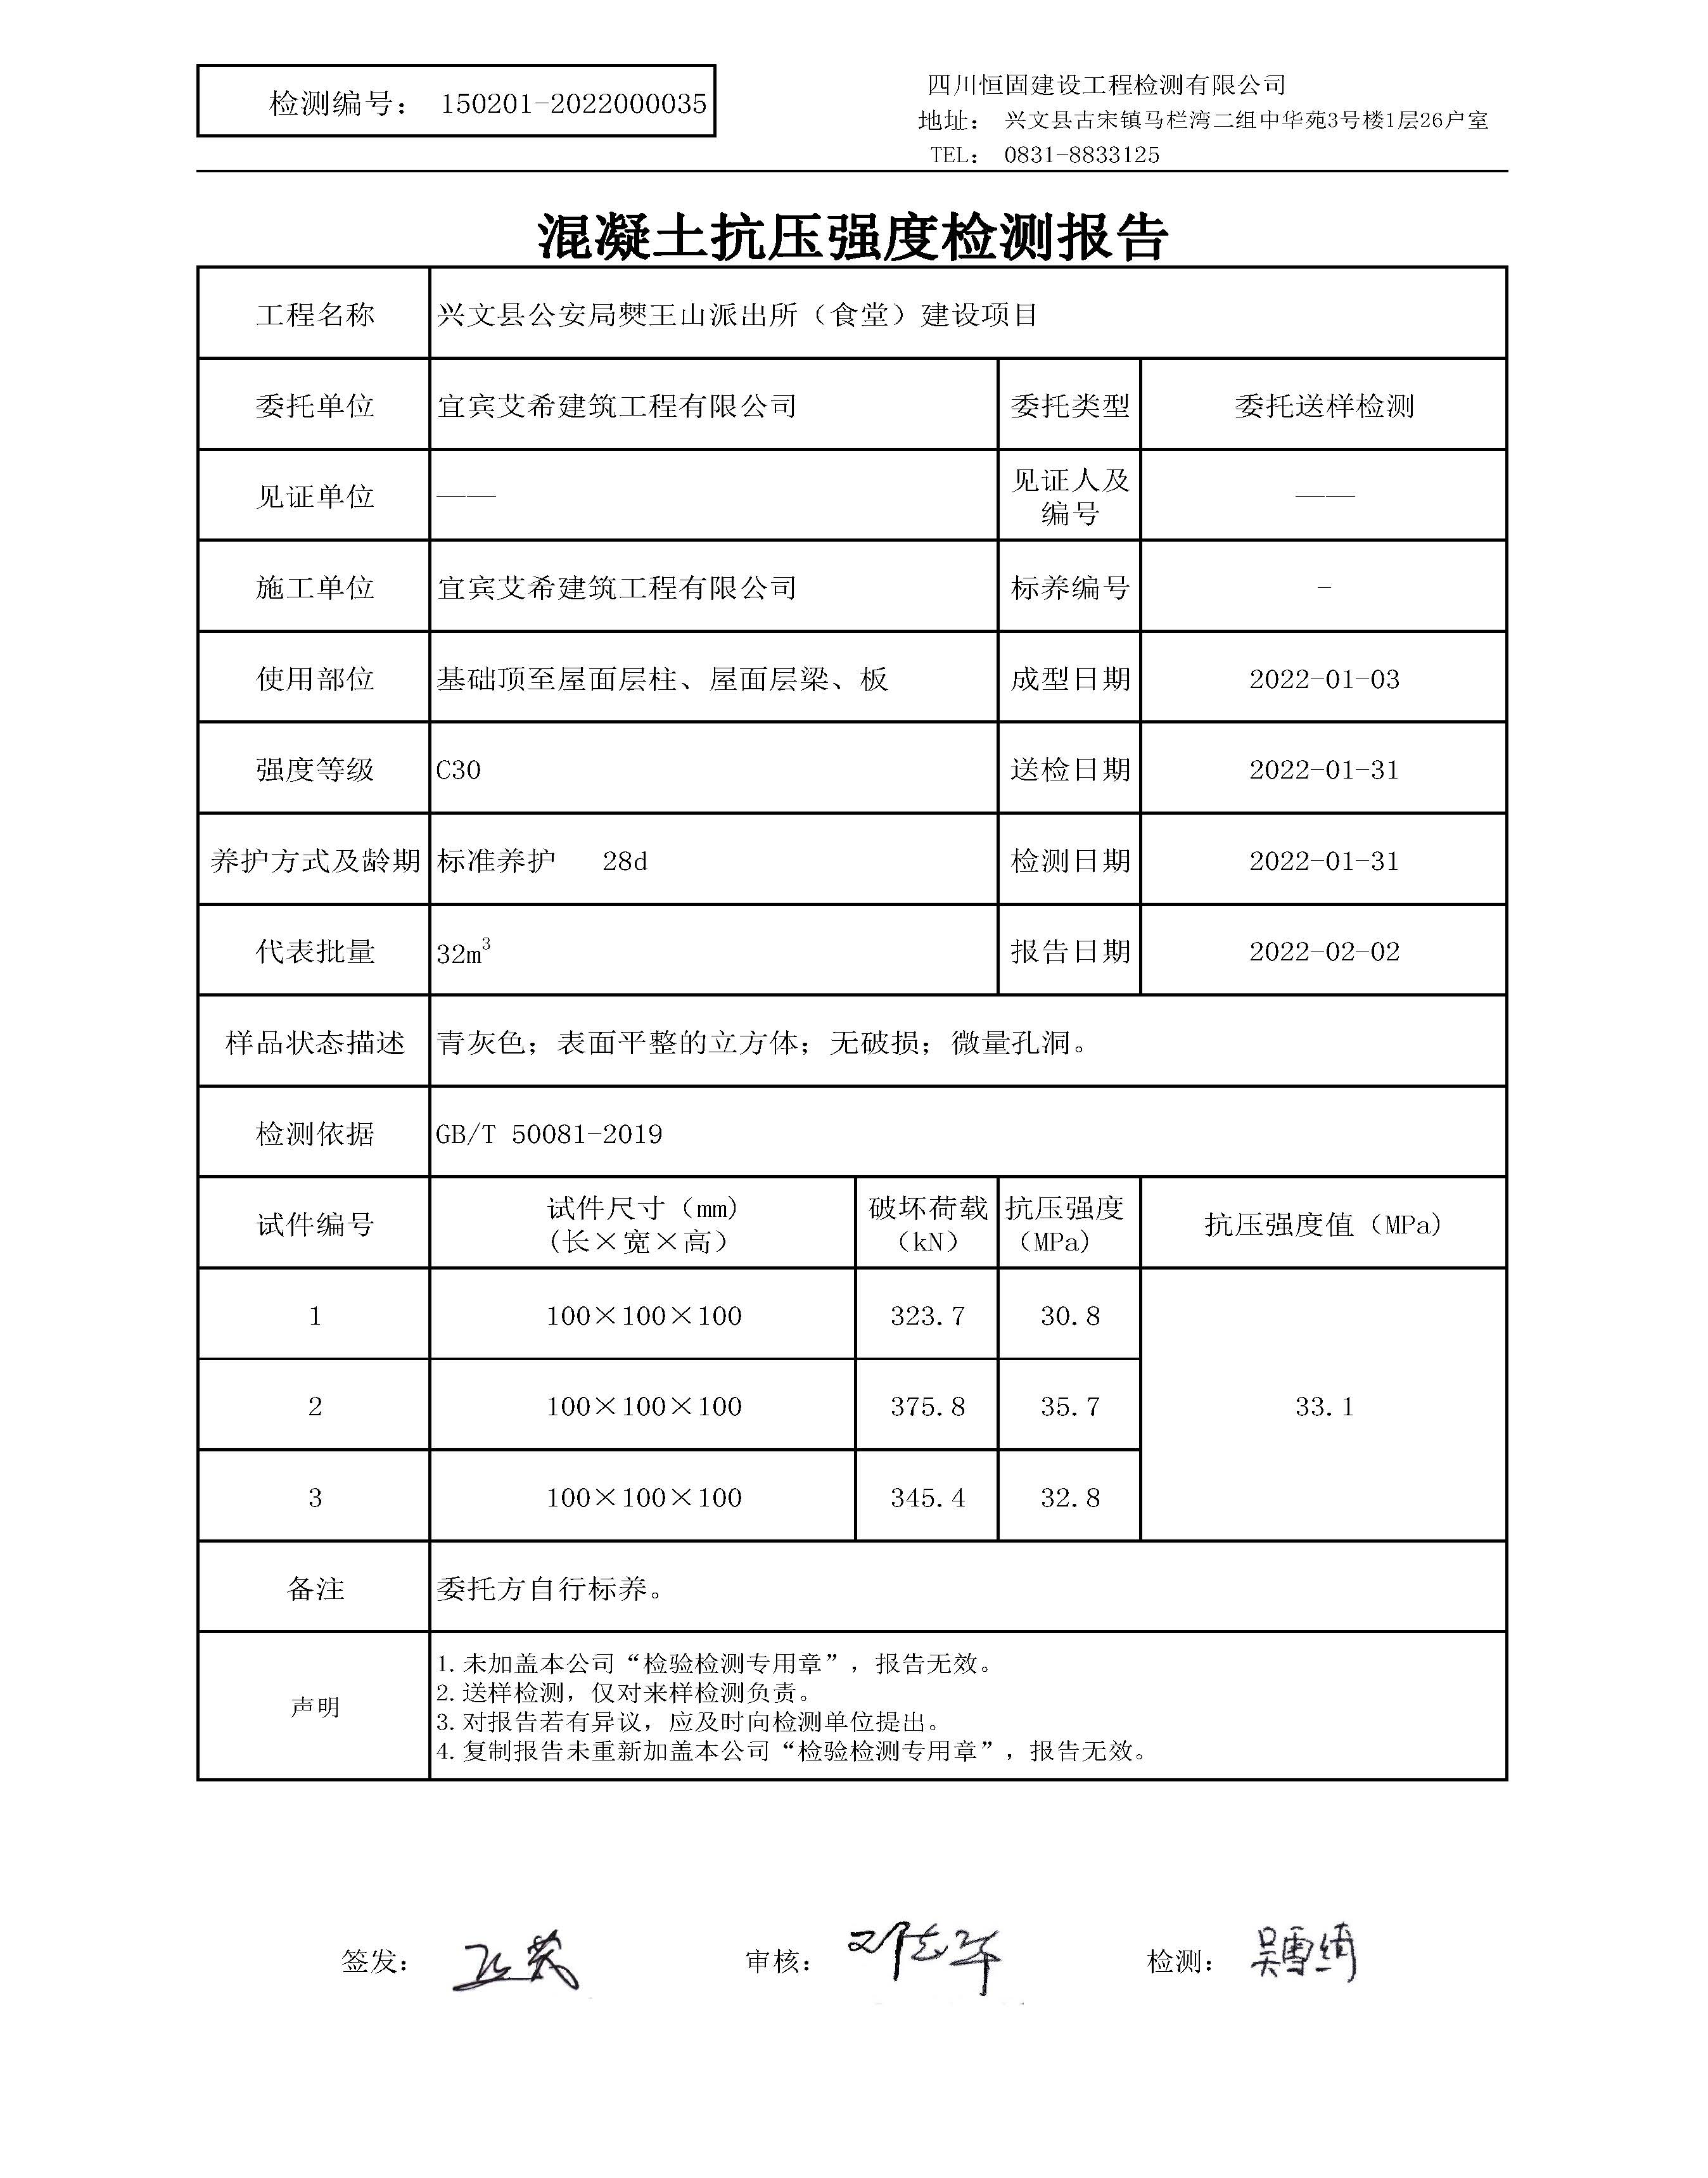 检测编号： 150201-2022000035
四川恒固建设工程检测有限公司
地址： 兴文县古宋镇马栏湾二组中华苑3号楼1层26户室
TEL： 0831-8833125
混凝土抗压强度检测报告
工程名称 兴文县公安局僰王山派出所（食堂）建设项目
委托单位 宜宾艾希建筑工程有限公司 委托类型 委托送样检测
见证单位 —— 见证人及编号 ——
施工单位 宜宾艾希建筑工程有限公司 标养编号 -
使用部位 基础顶至屋面层柱、屋面层梁、板 成型日期 2022-01-03
强度等级 C30 送检日期 2022-01-31
养护方式及龄期 标准养护 28d 检测日期 2022-01-31
代表批量 32m³ 报告日期 2022-02-02
样品状态描述 青灰色；表面平整的立方体；无破损；微量孔洞。
检测依据 GB/T 50081-2019
试件编号 试件尺寸（mm)(长×宽×高） 破坏荷载（kN） 抗压强度（MPa) 抗压强度值（MPa)
1 100×100×100 323.7 30.8
2 100×100×100 375.8 35.7 33.1
3 100×100×100 345.4 32.8
备注 委托方自行标养。
声明
1.未加盖本公司“检验检测专用章”，报告无效。
2.送样检测，仅对来样检测负责。
3.对报告若有异议，应及时向检测单位提出。
4.复制报告未重新加盖本公司“检验检测专用章”，报告无效。
签发： 审核： 检测： 吴雪绮